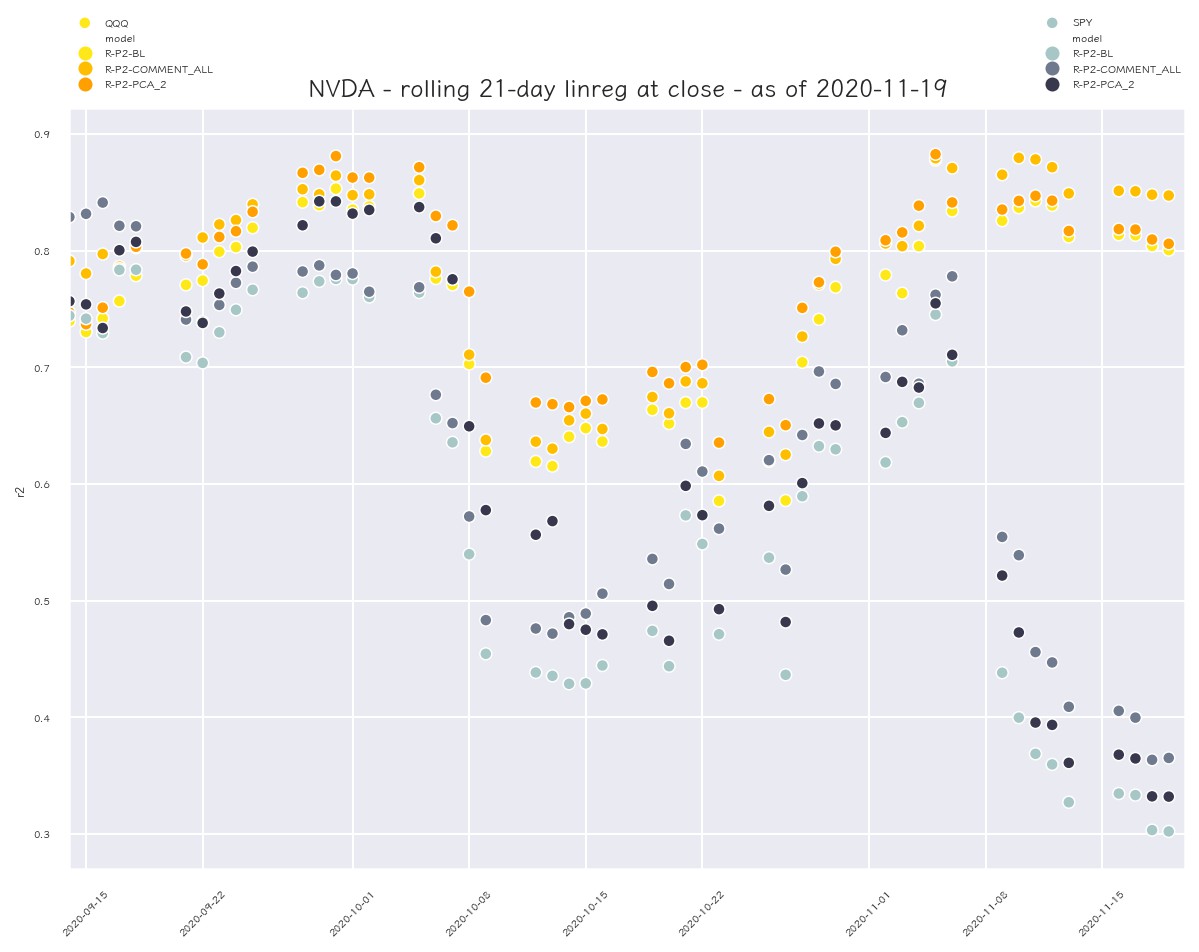 QQQ
model
R-P2-BL
R-P2-COMMENT_ALL
R-P2-PCA_2
SPY
model
R-P2-BL
R-P2-COMMENT_ALL
R-P2-PCA_2
NVDA - rolling 21-day linreg at close - as of 2020-11-19
0.9
0.8
0.7
0.6
0.5
0.4
0.3
r2
2020-09-15
2020-09-22
2020-10-01
2020-10-08
2020-10-15
2020-10-22
2020-11-01
2020-11-08
2020-11-15